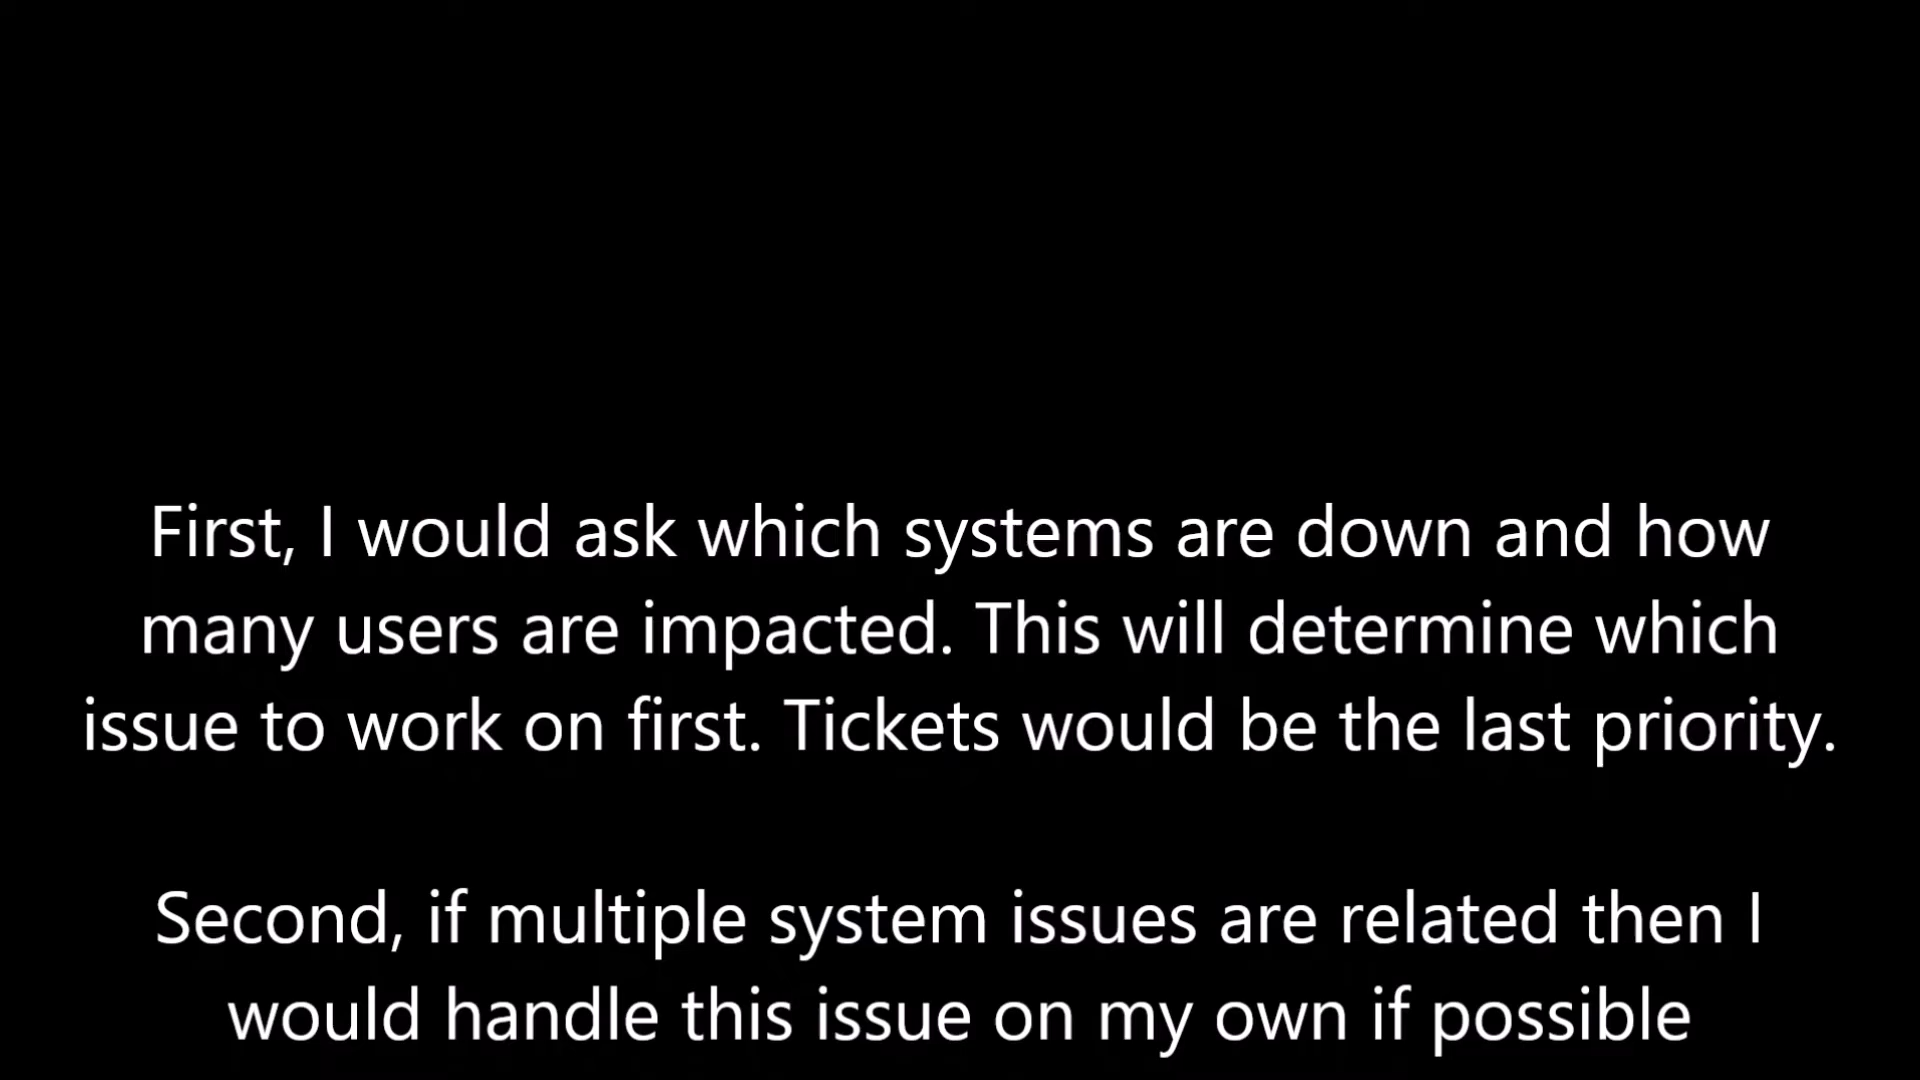 First, I would ask which systems are down and how
many users are impacted. This will determine which
issue to work on first. Tickets would be the last priority.
Second, if multiple system issues are related then I
would handle this issue on my own if possible